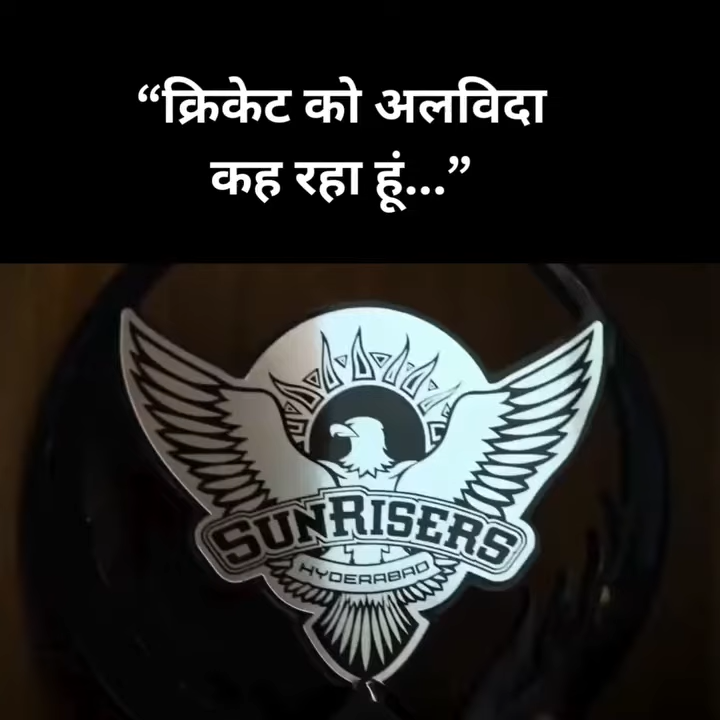 “क्रिकेट को अलविदा
कह रहा हूं...”
SUNRISERS
HYDERABAD